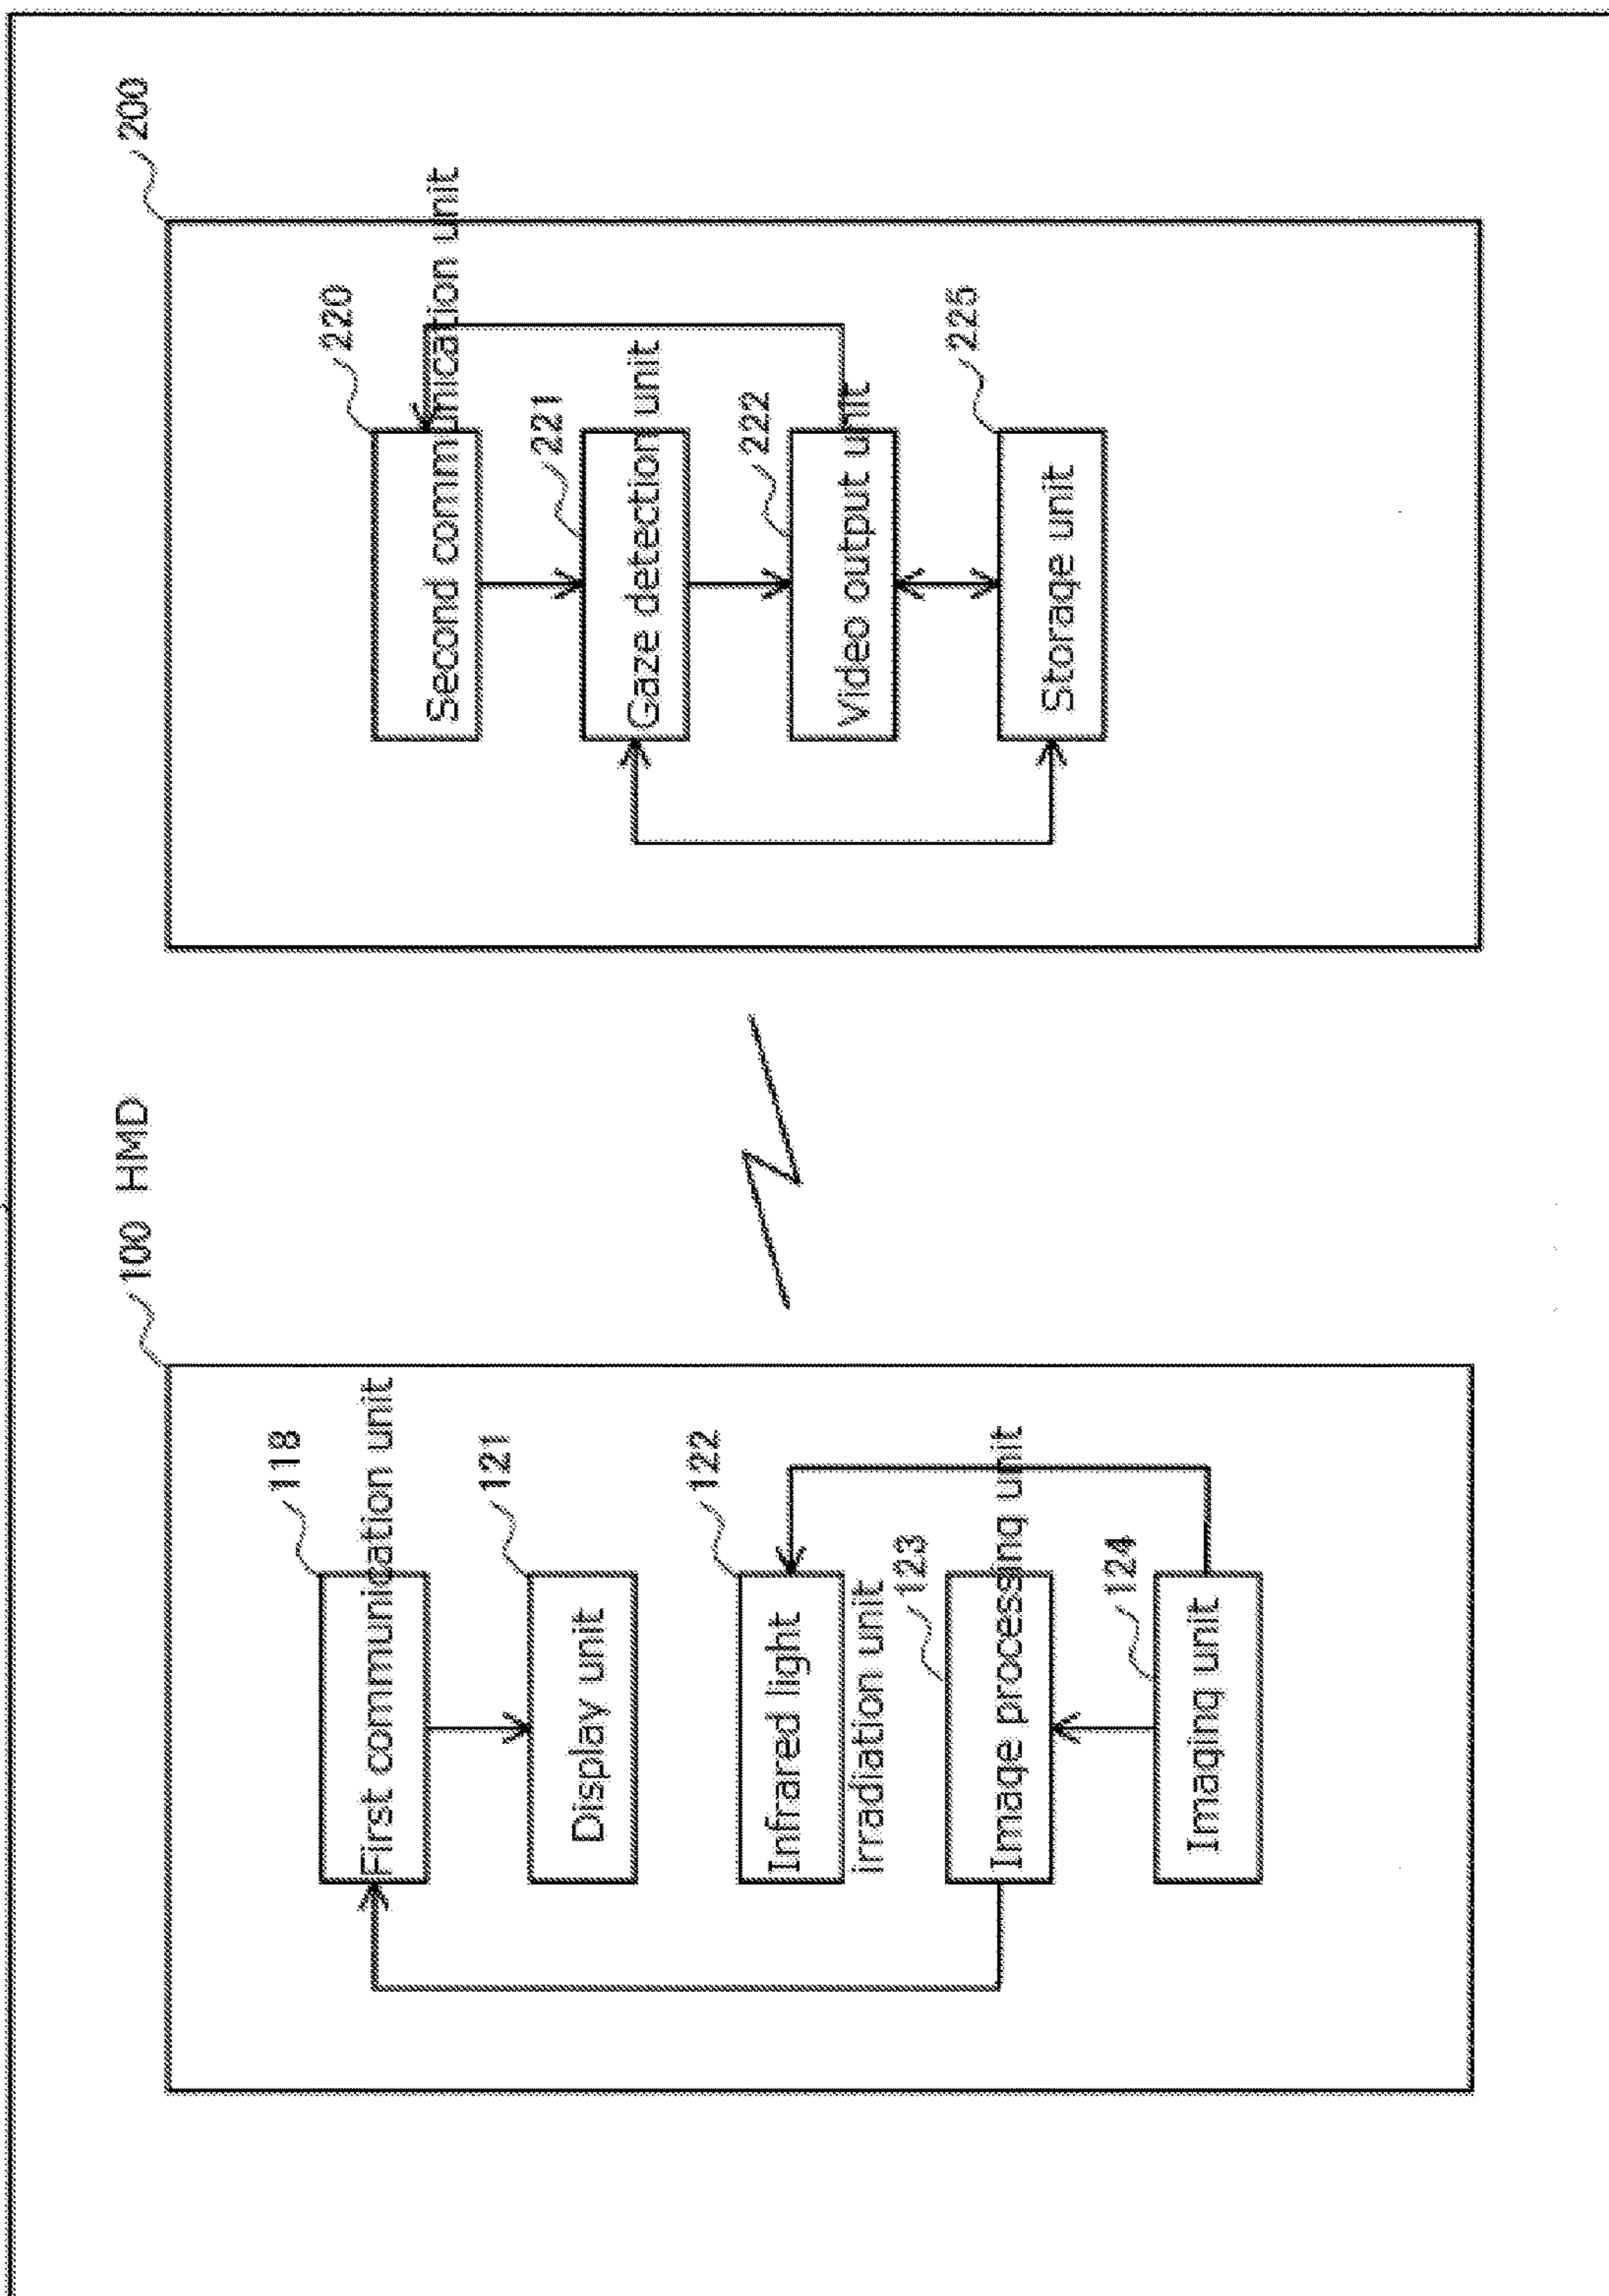 100 HMD
118
First communication unit
121
Display unit
122
Infrared light
irradiation unit
123
Image processing unit
124
Imaging unit
200
220
Second communication unit
221
Gaze detection unit
222
Video output unit
225
Storage unit